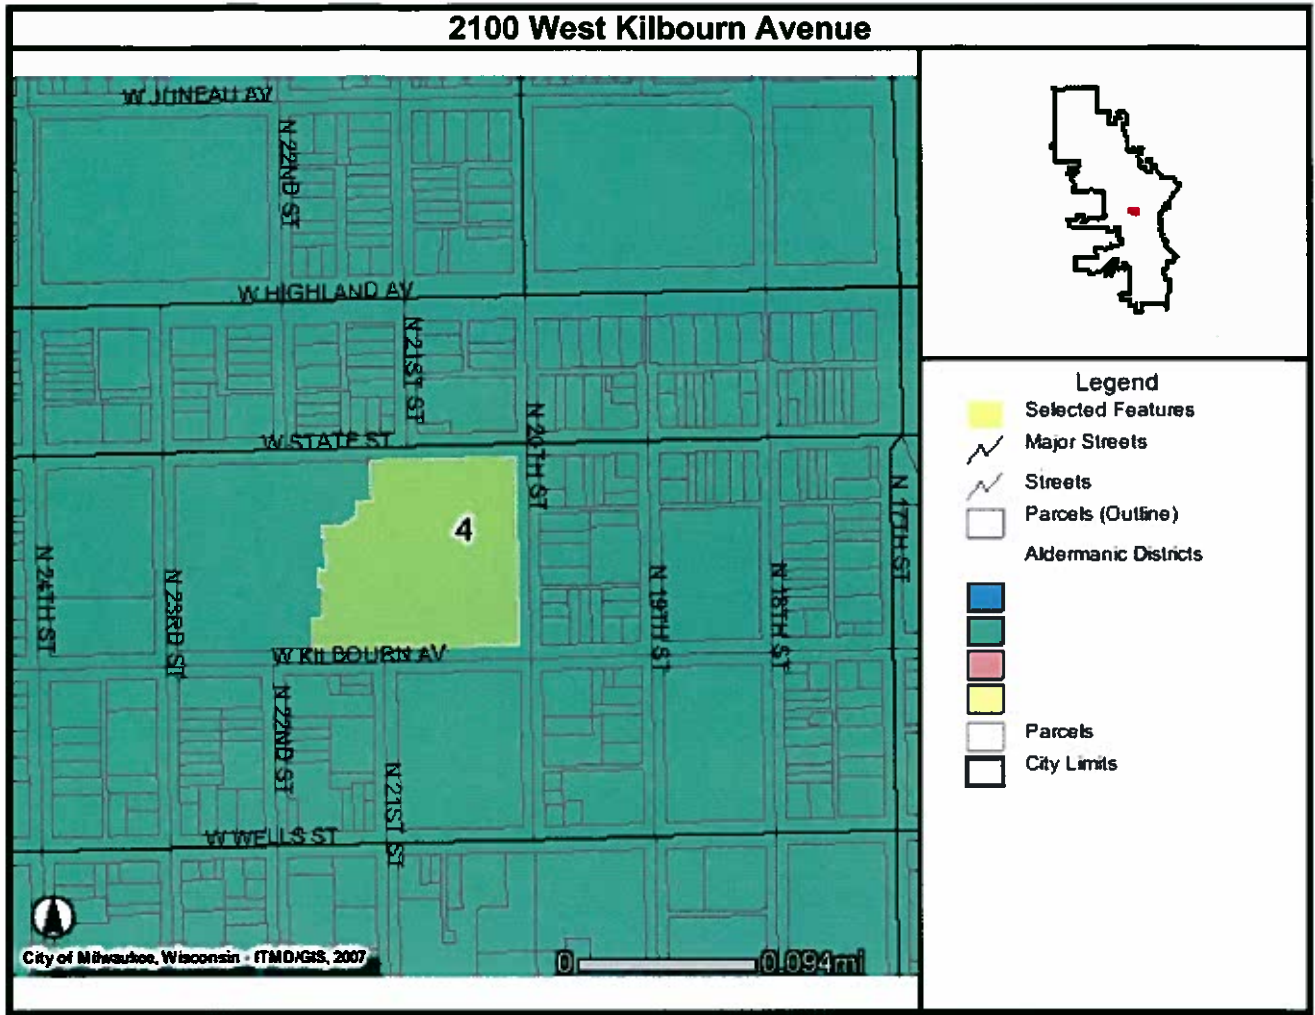 2100 West Kilbourn Avenue
W JUNEAU AV
N 22ND ST
W HIGHLAND AV
N 21ST ST
N 20TH ST
W STATE ST
N 17TH ST
4
N 24TH ST
N 23RD ST
N 19TH ST
N 18TH ST
W KILBOURN AV
N 22ND ST
N 21ST ST
W WELLS ST
City of Milwaukee, Wisconsin - ITMD/GIS, 2007
0 0.094mi
Legend
Selected Features
Major Streets
Streets
Parcels (Outline)
Aldermanic Districts
Parcels
City Limits